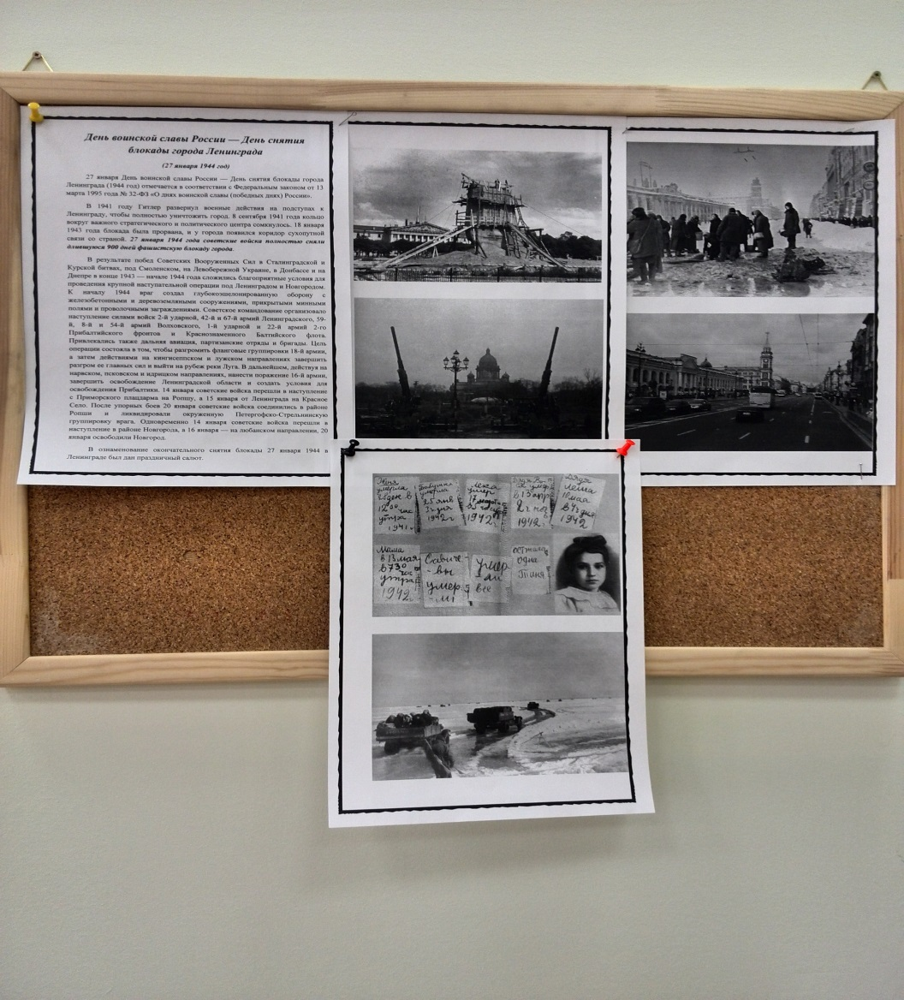 День воинской славы России — День снятия
блокады города Ленинграда
(27 января 1944 год)
27 января День воинской славы России — День снятия блокады города
Ленинграда (1944 год) отмечается в соответствии с Федеральным законом от 13
марта 1995 года № 32-ФЗ «О днях воинской славы (победных днях) России».
В 1941 году Гитлер развернул военные действия на подступах к
Ленинграду, чтобы полностью уничтожить город. 8 сентября 1941 года кольцо
вокруг важного стратегического и политического центра сомкнулось. 18 января
1943 года блокада была прорвана, и у города появился коридор сухопутной
связи со страной. 27 января 1944 года советские войска полностью сняли
длившуюся 900 дней фашистскую блокаду города.
В результате побед Советских Вооруженных Сил в Сталинградской и
Курской битвах, под Смоленском, на Левобережной Украине, в Донбассе и на
Днепре в конце 1943 — начале 1944 года сложились благоприятные условия для
проведения крупной наступательной операции под Ленинградом и Новгородом.
К началу 1944 враг создал глубокоэшелонированную оборону с
железобетонными и деревоземляными сооружениями, прикрытыми минными
полями и проволочными заграждениями. Советское командование организовало
наступление силами войск 2-й ударной, 42-й и 67-й армий Ленинградского, 59-
й, 8-й и 54-й армий Волховского, 1-й ударной и 22-й армий 2-го
Прибалтийского фронтов и Краснознаменного Балтийского флота.
Привлекались также дальняя авиация, партизанские отряды и бригады. Цель
операции состояла в том, чтобы разгромить фланговые группировки 18-й армии,
а затем действиями на кингисеппском и лужском направлениях завершить
разгром ее главных сил и выйти на рубеж реки Луга. В дальнейшем, действуя на
нарвском, псковском и идрицком направлениях, нанести поражение 16-й армии,
завершить освобождение Ленинградской области и создать условия для
освобождения Прибалтики. 14 января советские войска перешли в наступление
с Приморского плацдарма на Ропшу, а 15 января от Ленинграда на Красное
Село. После упорных боев 20 января советские войска соединились в районе
Ропши и ликвидировали окруженную Петергофско-Стрельнинскую
группировку врага. Одновременно 14 января советские войска перешли в
наступление в районе Новгорода, а 16 января — на любанском направлении, 20
января освободили Новгород.
В ознаменование окончательного снятия блокады 27 января 1944 в
Ленинграде был дан праздничный салют.
Женя
умерла
28 ден в
12 00 час
утра
1941 г
Бабушка
умерла
25 янв
3 ч дня
1942 г
Лека
умер
17 марта
1942 г
Дядя Вася
умер
в 13 апр
2 ч ноч
1942 г
Дядя
Леша
10 мая
в 4 ч дня
1942
Мама
в 13 мая
в 7 30
час
утра
1942 г
Савиче-
-вы
умер-
-ли
Умер
ли
все
Осталась
одна
Таня